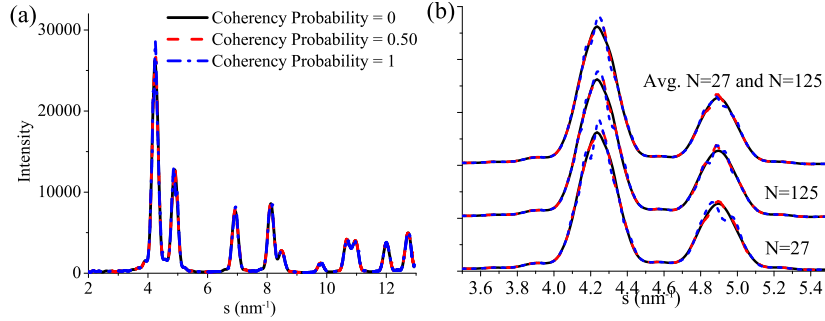 (a)
Coherency Probability = 0
Coherency Probability = 0.50
Coherency Probability = 1
Intensity
30000
20000
10000
0
2 4 6 8 10 12
s (nm⁻¹)
(b)
Avg. N=27 and N=125
N=125
N=27
3.6 3.8 4.0 4.2 4.4 4.6 4.8 5.0 5.2 5.4
s (nm⁻¹)